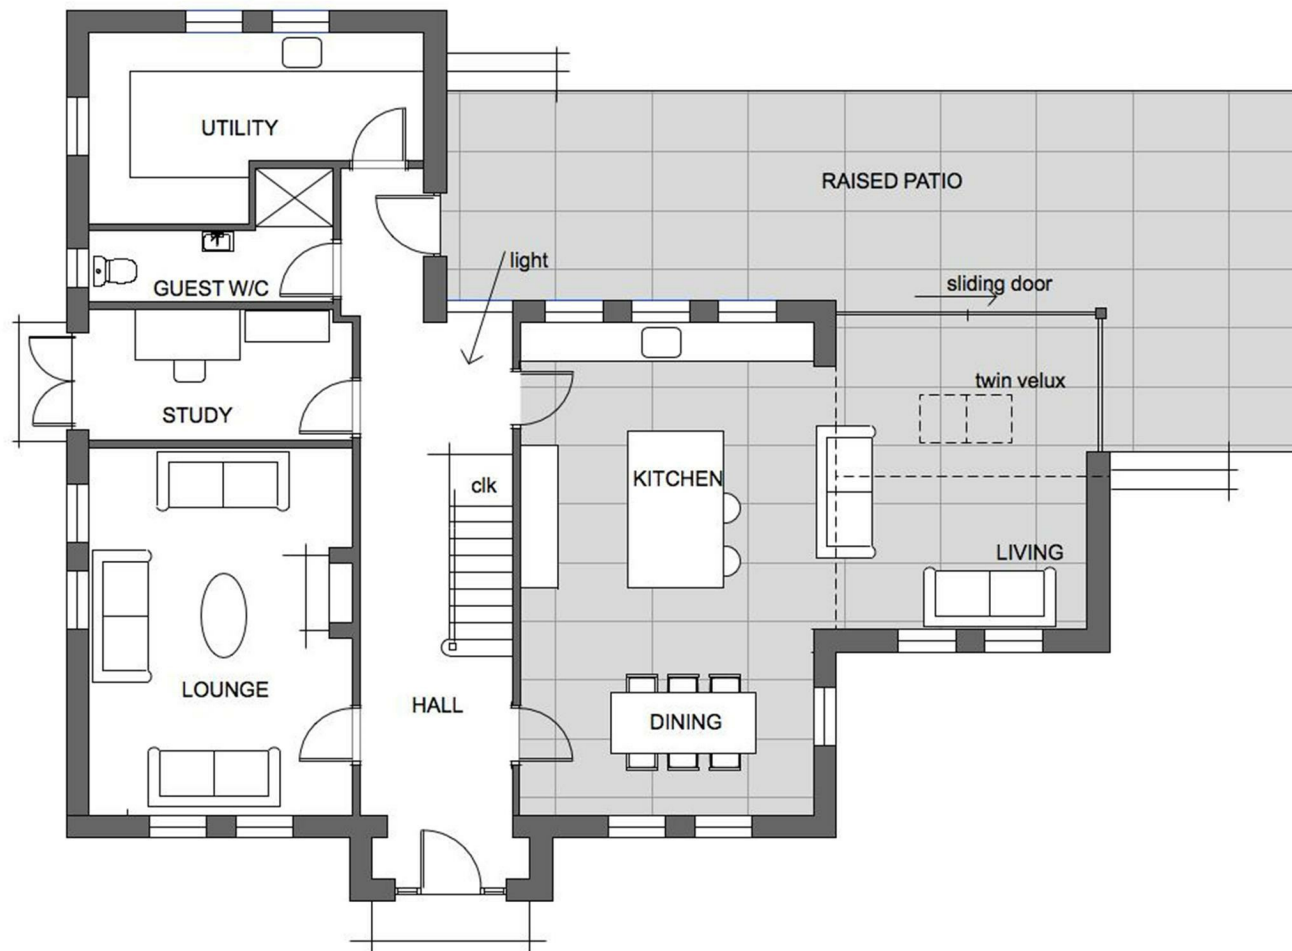 UTILITY
RAISED PATIO
light
GUEST W/C
sliding door
twin velux
STUDY
clk
KITCHEN
LIVING
LOUNGE
HALL
DINING